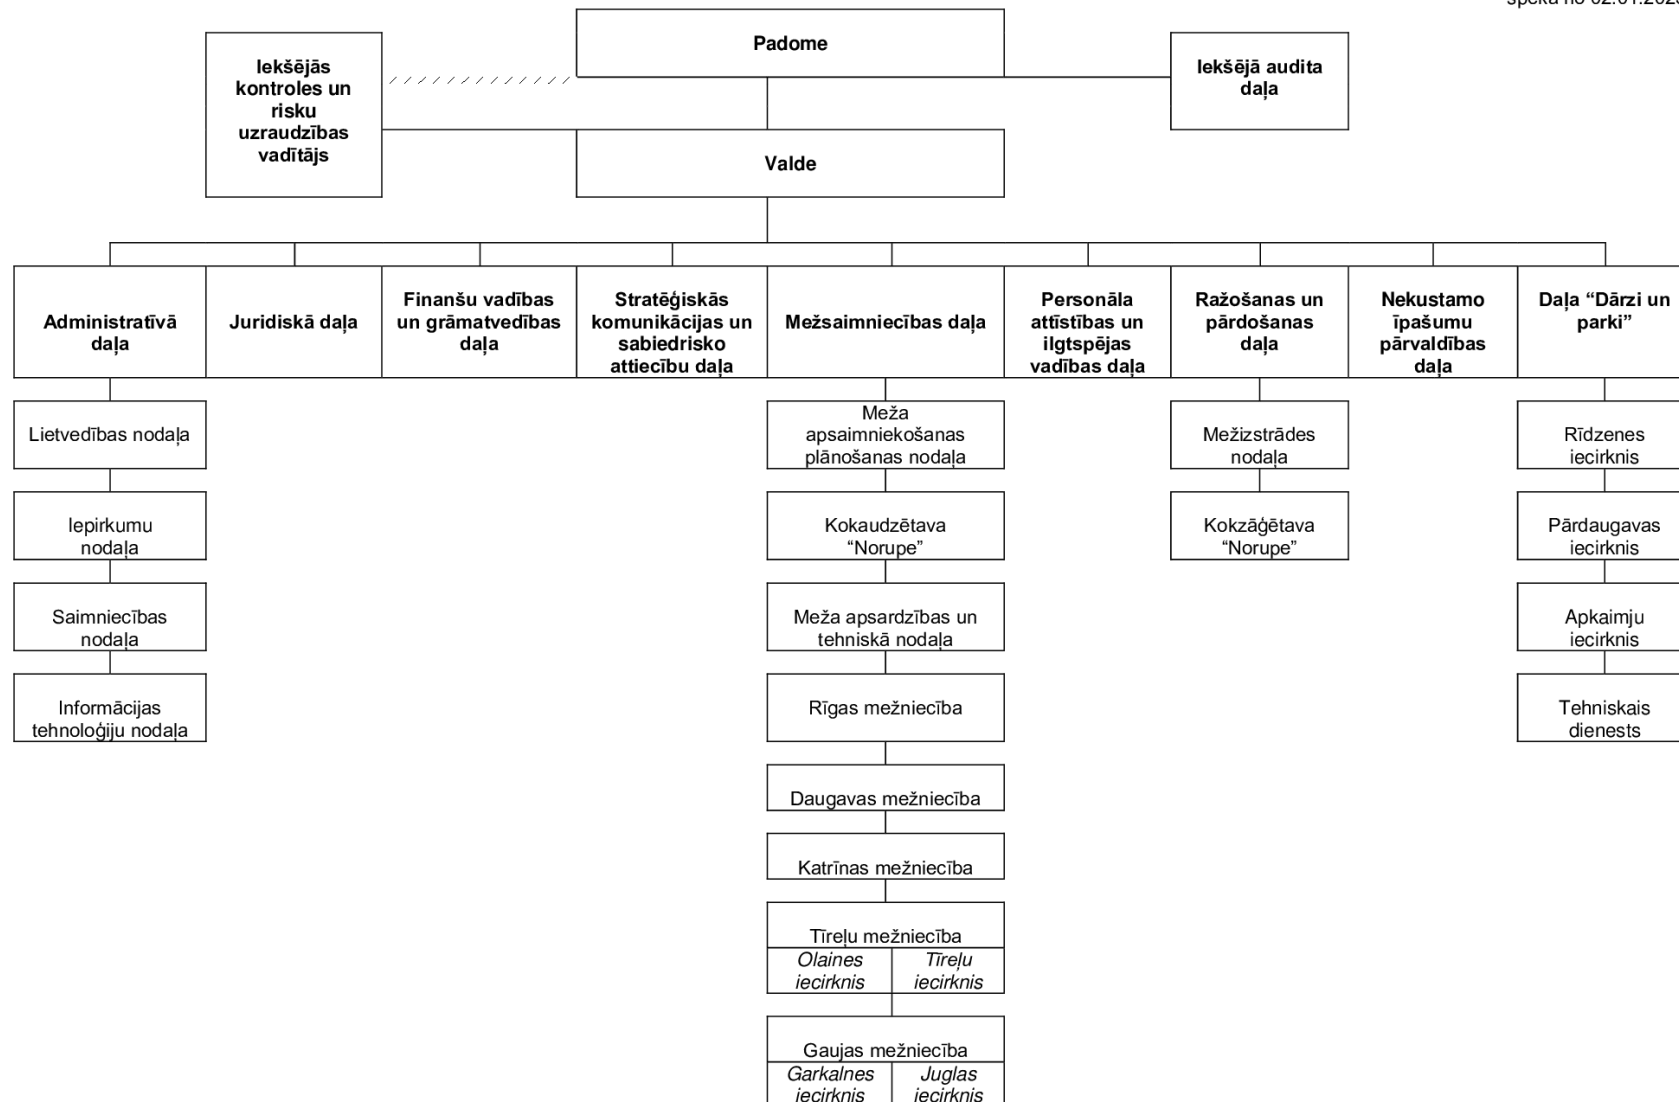 spēkā no 02.01.202
Padome
Iekšējās
kontroles un
risku
uzraudzības
vadītājs
Iekšējā audita
daļa
Valde
Administratīvā
daļa
Juridiskā daļa
Finanšu vadības
un grāmatvedības
daļa
Stratēģiskās
komunikācijas un
sabiedrisko
attiecību daļa
Mežsaimniecības daļa
Personāla
attīstības un
ilgtspējas
vadības daļa
Ražošanas un
pārdošanas
daļa
Nekustamo
īpašumu
pārvaldības
daļa
Daļa “Dārzi un
parki”
Lietvedības nodaļa
Iepirkumu
nodaļa
Saimniecības
nodaļa
Informācijas
tehnoloģiju nodaļa
Meža
apsaimniekošanas
plānošanas nodaļa
Kokaudzētava
“Norupe”
Meža apsardzības un
tehniskā nodaļa
Rīgas mežniecība
Daugavas mežniecība
Katrīnas mežniecība
Tīreļu mežniecība
Olaines
iecirknis
Tīreļu
iecirknis
Gaujas mežniecība
Garkalnes
iecirknis
Juglas
iecirknis
Mežizstrādes
nodaļa
Kokzāģētava
“Norupe”
Rīdzenes
iecirknis
Pārdaugavas
iecirknis
Apkaimju
iecirknis
Tehniskais
dienests